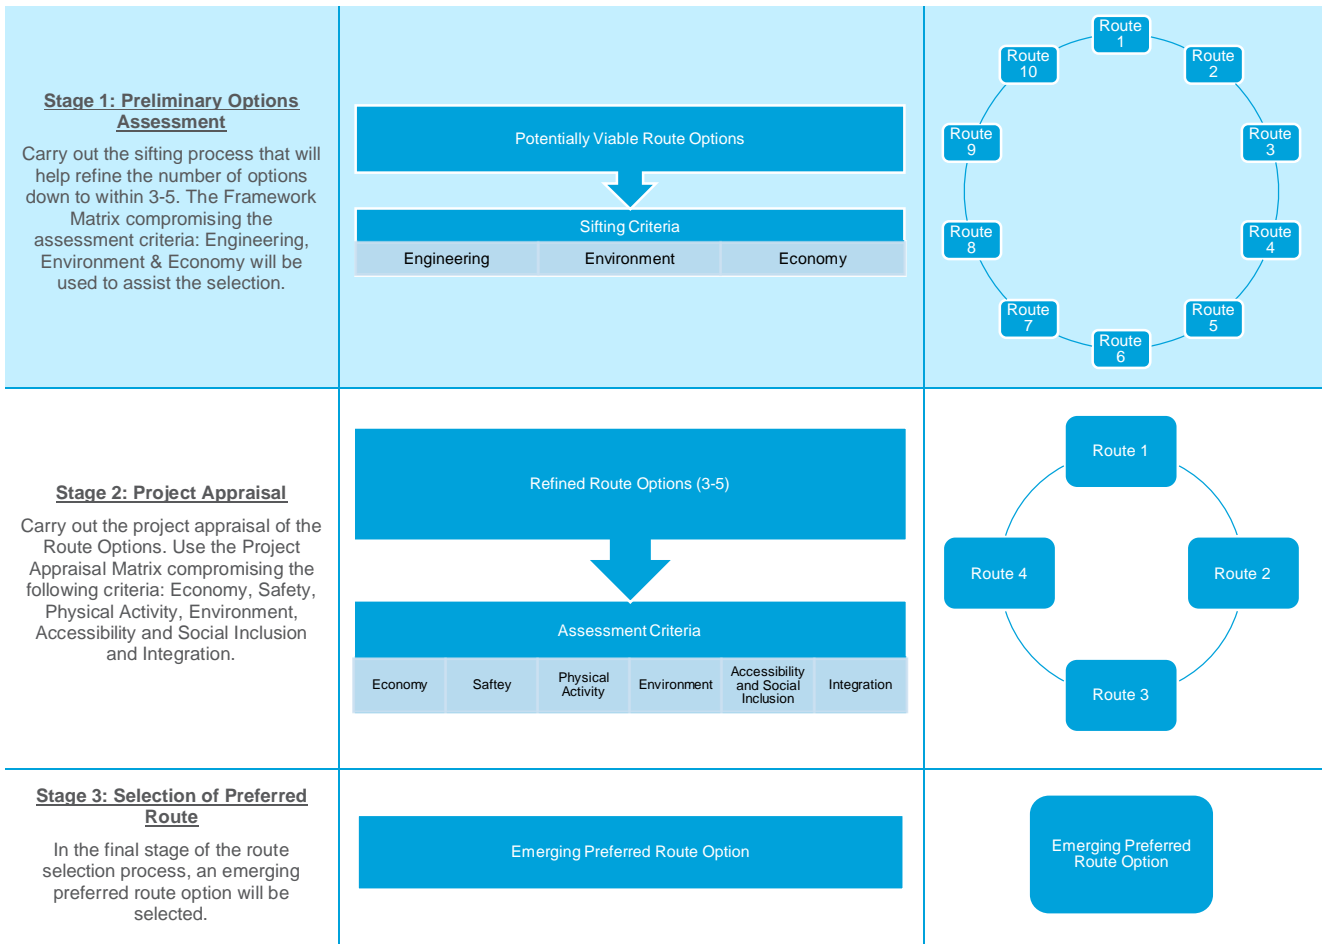 Stage 1: Preliminary Options
Assessment
Carry out the sifting process that will
help refine the number of options
down to within 3-5. The Framework
Matrix compromising the
assessment criteria: Engineering,
Environment & Economy will be
used to assist the selection.
Potentially Viable Route Options
Sifting Criteria
Engineering
Environment
Economy
Route
1
Route
2
Route
3
Route
4
Route
5
Route
6
Route
7
Route
8
Route
9
Route
10
Stage 2: Project Appraisal
Carry out the project appraisal of the
Route Options. Use the Project
Appraisal Matrix compromising the
following criteria: Economy, Safety,
Physical Activity, Environment,
Accessibility and Social Inclusion
and Integration.
Refined Route Options (3-5)
Assessment Criteria
Economy
Saftey
Physical
Activity
Environment
Accessibility
and Social
Inclusion
Integration
Route 1
Route 2
Route 3
Route 4
Stage 3: Selection of Preferred
Route
In the final stage of the route
selection process, an emerging
preferred route option will be
selected.
Emerging Preferred Route Option
Emerging Preferred
Route Option